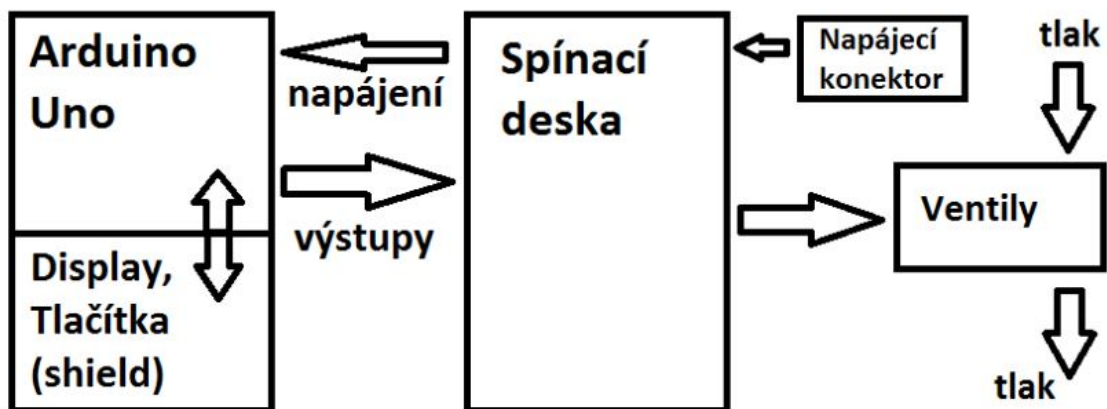 Arduino
Uno
napájení
výstupy
Display,
Tlačítka
(shield)
Spínací
deska
Napájecí
konektor
tlak
Ventily
tlak